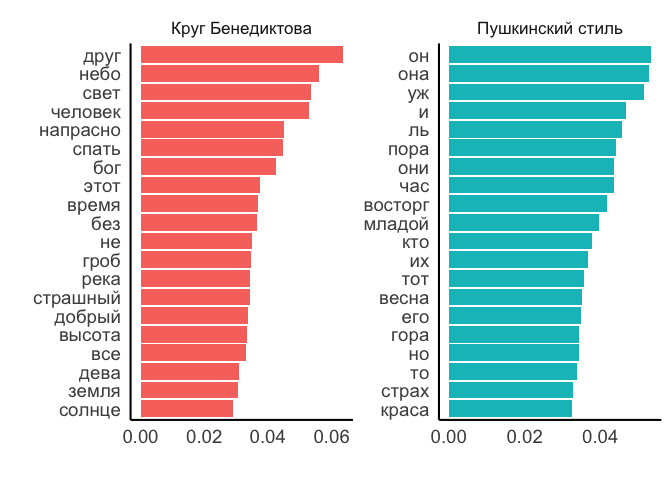 Круг Бенедиктова
друг
небо
свет
человек
напрасно
спать
бог
этот
время
без
не
гроб
река
страшный
добрый
высота
все
дева
земля
солнце
0.00 0.02 0.04 0.06
Пушкинский стиль
он
она
уж
и
ль
пора
они
час
восторг
младой
кто
их
тот
весна
его
гора
но
то
страх
краса
0.00 0.02 0.04